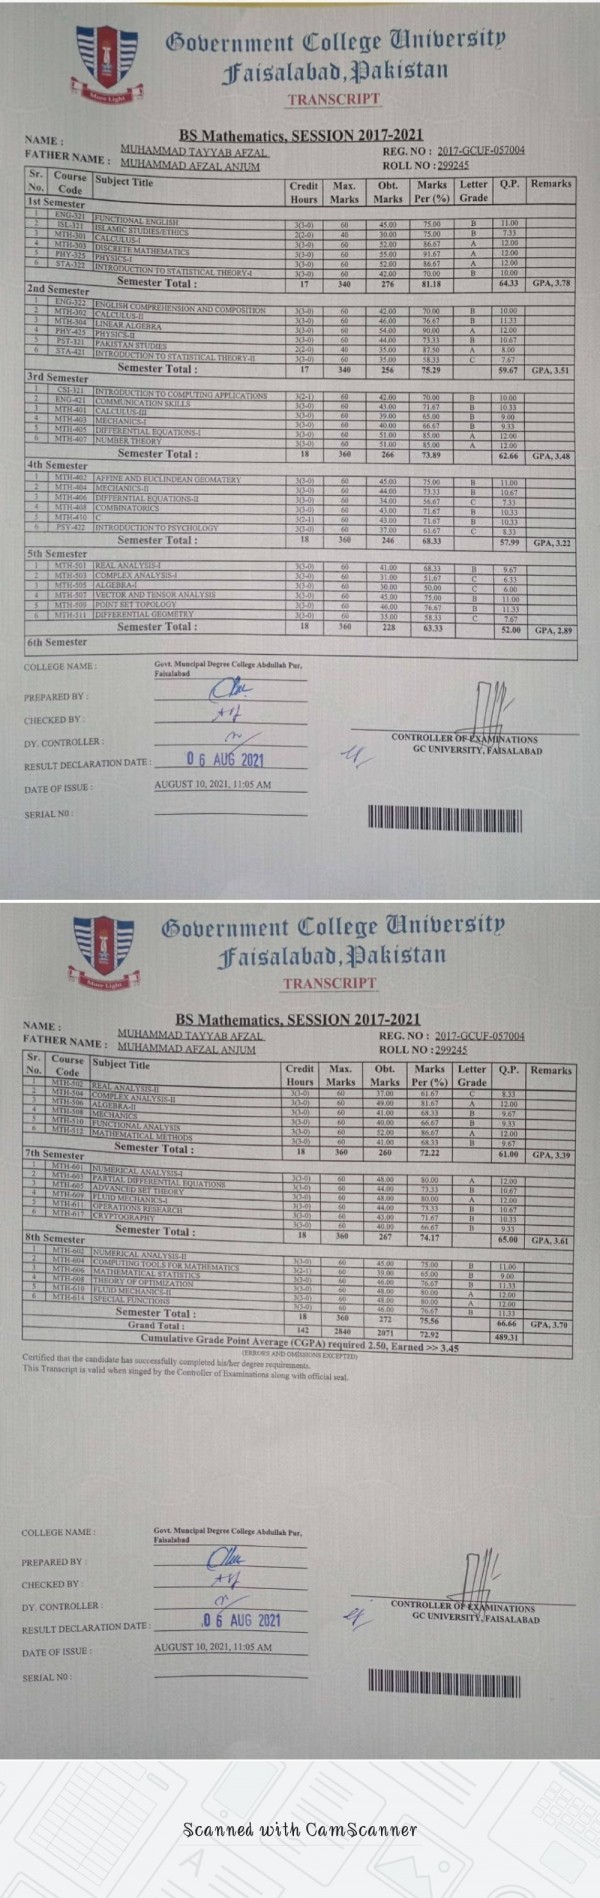 Government College University
Faisalabad, Pakistan
More Light
TRANSCRIPT
BS Mathematics, SESSION 2017-2021
NAME : MUHAMMAD TAYYAB AFZAL REG. NO : 2017-GCUF-057004
FATHER NAME : MUHAMMAD AFZAL ANJUM ROLL NO : 299245
Sr. No. Course Code Subject Title Credit Hours Max. Marks Obt. Marks Marks Per (%) Letter Grade Q.P. Remarks
1st Semester
1 ENG-321 FUNCTIONAL ENGLISH 3(3-0) 60 45.00 75.00 B 11.00
2 ISL-321 ISLAMIC STUDIES/ETHICS 2(2-0) 40 30.00 75.00 B 7.33
3 MTH-301 CALCULUS-I 3(3-0) 60 52.00 86.67 A 12.00
4 MTH-303 DISCRETE MATHEMATICS 3(3-0) 60 55.00 91.67 A 12.00
5 PHY-325 PHYSICS-I 3(3-0) 60 52.00 86.67 A 12.00
6 STA-322 INTRODUCTION TO STATISTICAL THEORY-I 3(3-0) 60 42.00 70.00 B 10.00
Semester Total : 17 340 276 81.18 64.33 GPA, 3.78
2nd Semester
1 ENG-322 ENGLISH COMPREHENSION AND COMPOSITION 3(3-0) 60 42.00 70.00 B 10.00
2 MTH-302 CALCULUS-II 3(3-0) 60 46.00 76.67 B 11.33
3 MTH-304 LINEAR ALGEBRA 3(3-0) 60 54.00 90.00 A 12.00
4 PHY-425 PHYSICS-II 3(3-0) 60 44.00 73.33 B 10.67
5 PST-321 PAKISTAN STUDIES 2(2-0) 40 35.00 87.50 A 8.00
6 STA-421 INTRODUCTION TO STATISTICAL THEORY-II 3(3-0) 60 35.00 58.33 C 7.67
Semester Total : 17 340 256 75.29 59.67 GPA, 3.51
3rd Semester
1 CSI-321 INTRODUCTION TO COMPUTING APPLICATIONS 3(2-1) 60 42.00 70.00 B 10.00
2 ENG-421 COMMUNICATION SKILLS 3(3-0) 60 43.00 71.67 B 10.33
3 MTH-401 CALCULUS-III 3(3-0) 60 39.00 65.00 B 9.00
4 MTH-403 MECHANICS-I 3(3-0) 60 40.00 66.67 B 9.33
5 MTH-405 DIFFERENTIAL EQUATIONS-I 3(3-0) 60 51.00 85.00 A 12.00
6 MTH-407 NUMBER THEORY 3(3-0) 60 51.00 85.00 A 12.00
Semester Total : 18 360 266 73.89 62.66 GPA, 3.48
4th Semester
1 MTH-402 AFFINE AND EUCLINDEAN GEOMATERY 3(3-0) 60 45.00 75.00 B 11.00
2 MTH-404 MECHANICS-II 3(3-0) 60 44.00 73.33 B 10.67
3 MTH-406 DIFFERNTIAL EQUATIONS-II 3(3-0) 60 34.00 56.67 C 7.33
4 MTH-408 COMBINATORICS 3(3-0) 60 43.00 71.67 B 10.33
5 MTH-410 C 3(2-1) 60 43.00 71.67 B 10.33
6 PSY-422 INTRODUCTION TO PSYCHOLOGY 3(3-0) 60 37.00 61.67 C 8.33
Semester Total : 18 360 246 68.33 57.99 GPA, 3.22
5th Semester
1 MTH-501 REAL ANALYSIS-I 3(3-0) 60 41.00 68.33 B 9.67
2 MTH-503 COMPLEX ANALYSIS-I 3(3-0) 60 31.00 51.67 C 6.33
3 MTH-505 ALGEBRA-I 3(3-0) 60 30.00 50.00 C 6.00
4 MTH-507 VECTOR AND TENSOR ANALYSIS 3(3-0) 60 45.00 75.00 B 11.00
5 MTH-509 POINT SET TOPOLOGY 3(3-0) 60 46.00 76.67 B 11.33
6 MTH-511 DIFFERENTIAL GEOMETRY 3(3-0) 60 35.00 58.33 C 7.67
Semester Total : 18 360 228 63.33 52.00 GPA, 2.89
6th Semester
COLLEGE NAME : Govt. Muncipal Degree College Abdullah Pur, Faisalabad
PREPARED BY :
CHECKED BY :
DY. CONTROLLER :
CONTROLLER OF EXAMINATIONS
GC UNIVERSITY, FAISALABAD
RESULT DECLARATION DATE : 06 AUG 2021
DATE OF ISSUE : AUGUST 10, 2021, 11:05 AM
SERIAL NO :
Government College University
Faisalabad, Pakistan
More Light
TRANSCRIPT
BS Mathematics, SESSION 2017-2021
NAME : MUHAMMAD TAYYAB AFZAL REG. NO : 2017-GCUF-057004
FATHER NAME : MUHAMMAD AFZAL ANJUM ROLL NO : 299245
Sr. No. Course Code Subject Title Credit Hours Max. Marks Obt. Marks Marks Per (%) Letter Grade Q.P. Remarks
1 MTH-502 REAL ANALYSIS-II 3(3-0) 60 37.00 61.67 C 8.33
2 MTH-504 COMPLEX ANALYSIS-II 3(3-0) 60 49.00 81.67 A 12.00
3 MTH-506 ALGEBRA-II 3(3-0) 60 41.00 68.33 B 9.67
4 MTH-508 MECHANICS 3(3-0) 60 40.00 66.67 B 9.33
5 MTH-510 FUNCTIONAL ANALYSIS 3(3-0) 60 52.00 86.67 A 12.00
6 MTH-512 MATHEMATICAL METHODS 3(3-0) 60 41.00 68.33 B 9.67
Semester Total : 18 360 260 72.22 61.00 GPA, 3.39
7th Semester
1 MTH-601 NUMERICAL ANALYSIS-I 3(3-0) 60 48.00 80.00 A 12.00
2 MTH-603 PARTIAL DIFFERENTIAL EQUATIONS 3(3-0) 60 44.00 73.33 B 10.67
3 MTH-605 ADVANCED SET THEORY 3(3-0) 60 48.00 80.00 A 12.00
4 MTH-609 FLUID MECHANICS-I 3(3-0) 60 44.00 73.33 B 10.67
5 MTH-611 OPERATIONS RESEARCH 3(3-0) 60 43.00 71.67 B 10.33
6 MTH-617 CRYPTOGRAPHY 3(3-0) 60 40.00 66.67 B 9.33
Semester Total : 18 360 267 74.17 65.00 GPA, 3.61
8th Semester
1 MTH-602 NUMERICAL ANALYSIS-II 3(3-0) 60 45.00 75.00 B 11.00
2 MTH-604 COMPUTING TOOLS FOR MATHEMATICS 3(2-1) 60 39.00 65.00 B 9.00
3 MTH-606 MATHEMATICAL STATISTICS 3(3-0) 60 46.00 76.67 B 11.33
4 MTH-608 THEORY OF OPTIMIZATION 3(3-0) 60 48.00 80.00 A 12.00
5 MTH-610 FLUID MECHANICS-II 3(3-0) 60 48.00 80.00 A 12.00
6 MTH-614 SPECIAL FUNCTIONS 3(3-0) 60 46.00 76.67 B 11.33
Semester Total : 18 360 272 75.56 66.66 GPA, 3.70
Grand Total : 142 2840 2071 72.92 489.31
Cumulative Grade Point Average (CGPA) required 2.50, Earned >> 3.45
(ERRORS AND OMISSIONS EXCEPTED)
Certified that the candidate has successfully completed his/her degree requirements.
This Transcript is valid when singed by the Controller of Examinations along with official seal.
COLLEGE NAME : Govt. Muncipal Degree College Abdullah Pur, Faisalabad
PREPARED BY :
CHECKED BY :
DY. CONTROLLER :
CONTROLLER OF EXAMINATIONS
GC UNIVERSITY, FAISALABAD
RESULT DECLARATION DATE : 06 AUG 2021
DATE OF ISSUE : AUGUST 10, 2021, 11:05 AM
SERIAL NO :
Scanned with CamScanner